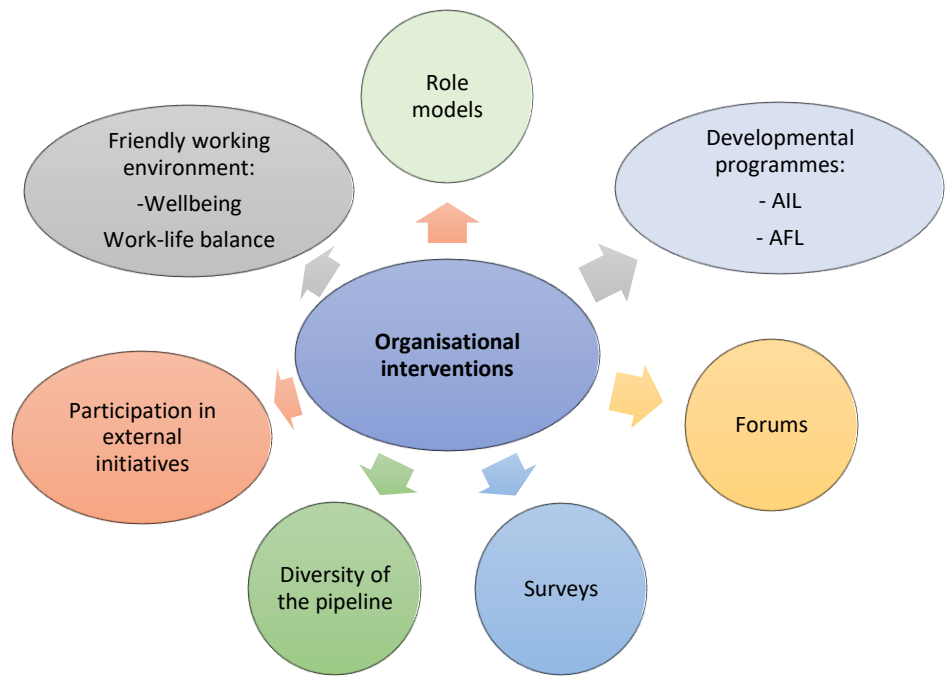 Role
models
Friendly working
environment:
-Wellbeing
Work-life balance
Developmental
programmes:
- AIL
- AFL
Organisational
interventions
Participation in
external
initiatives
Forums
Diversity of
the pipeline
Surveys